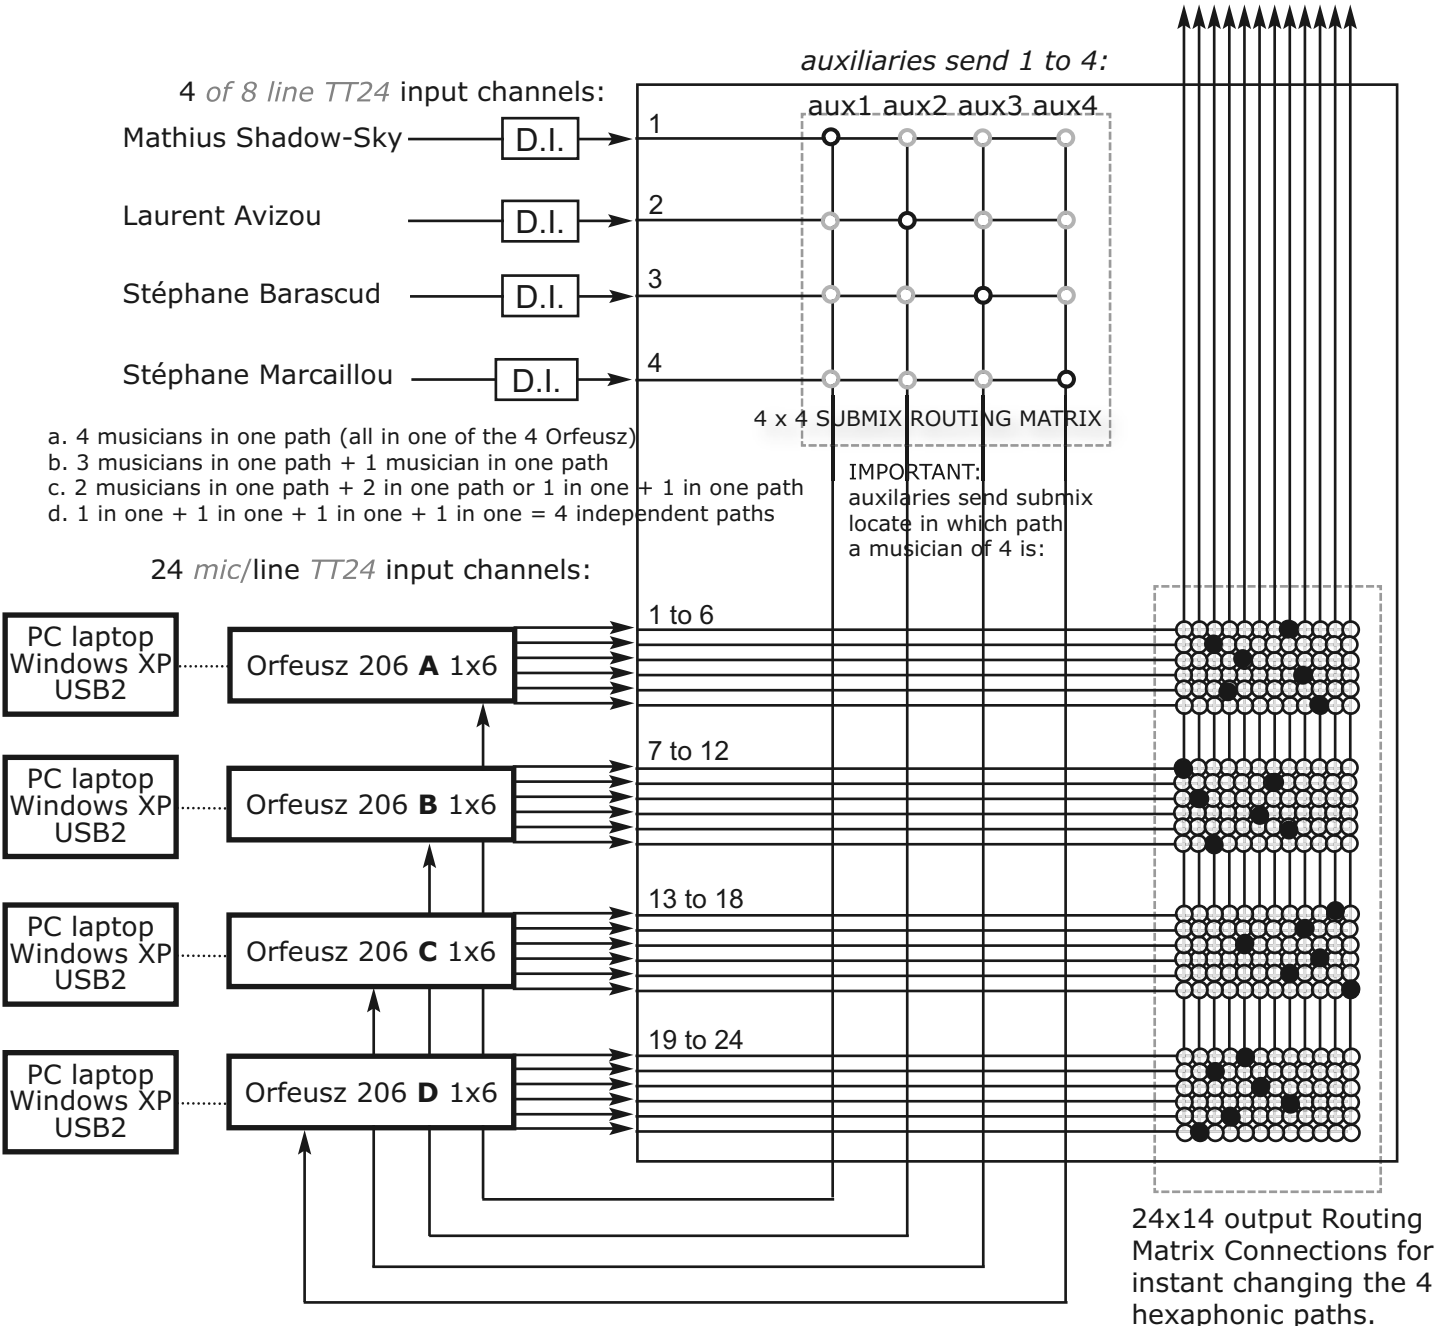 auxiliaries send 1 to 4:
4 of 8 line TT24 input channels:
aux1 aux2 aux3 aux4
Mathius Shadow-Sky
D.I.
1
Laurent Avizou
D.I.
2
Stéphane Barascud
D.I.
3
Stéphane Marcaillou
D.I.
4
4 x 4 SUBMIX ROUTING MATRIX
a. 4 musicians in one path (all in one of the 4 Orfeusz)
b. 3 musicians in one path + 1 musician in one path
c. 2 musicians in one path + 2 in one path or 1 in one + 1 in one path
d. 1 in one + 1 in one + 1 in one + 1 in one = 4 independent paths
IMPORTANT:
auxilaries send submix
locate in which path
a musician of 4 is:
24 mic/line TT24 input channels:
PC laptop
Windows XP
USB2
Orfeusz 206 A 1x6
1 to 6
PC laptop
Windows XP
USB2
Orfeusz 206 B 1x6
7 to 12
PC laptop
Windows XP
USB2
Orfeusz 206 C 1x6
13 to 18
PC laptop
Windows XP
USB2
Orfeusz 206 D 1x6
19 to 24
24x14 output Routing
Matrix Connections for
instant changing the 4
hexaphonic paths.